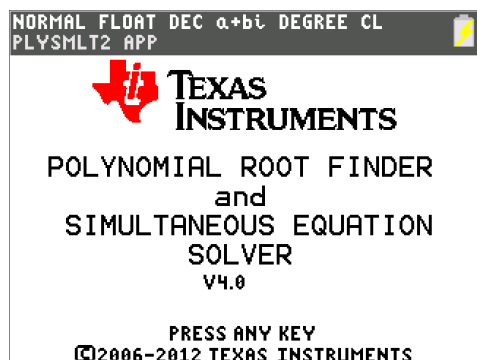 NORMAL FLOAT DEC a+bi DEGREE CL
PLYSMLT2 APP
TEXAS
INSTRUMENTS
POLYNOMIAL ROOT FINDER
and
SIMULTANEOUS EQUATION
SOLVER
V4.0
PRESS ANY KEY
©2006-2012 TEXAS INSTRUMENTS